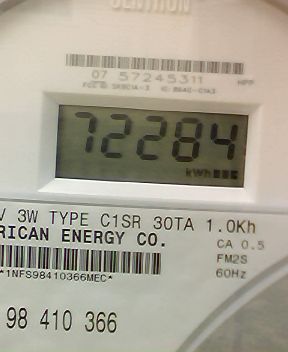 CENTRON
07 57245311
72284
kWh
V 3W TYPE C1SR 30TA 1.0Kh
RICAN ENERGY CO.
CA 0.5
FM2S
*1NFS98410366MEC*
60Hz
98 410 366